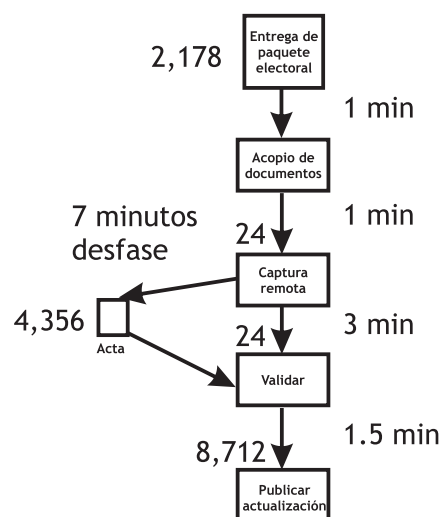 Entrega de
paquete
electoral
2,178
1 min
Acopio de
documentos
1 min
7 minutos
desfase
24
Captura
remota
4,356
Acta
24
3 min
Validar
1.5 min
8,712
Publicar
actualización